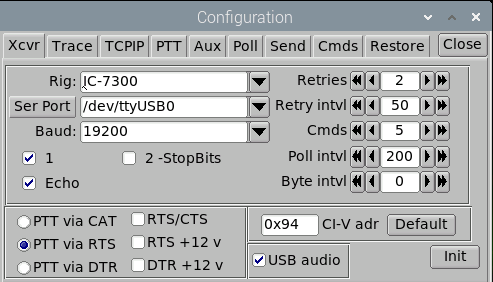 Configuration
Xcvr Trace TCPIP PTT Aux Poll Send Cmds Restore Close
Rig: IC-7300 Retries 2
Ser Port /dev/ttyUSB0 Retry intvl 50
Baud: 19200 Cmds 5
1 2 -StopBits Poll intvl 200
Echo Byte intvl 0
PTT via CAT RTS/CTS 0x94 CI-V adr Default
PTT via RTS RTS +12 v
USB audio Init
PTT via DTR DTR +12 v